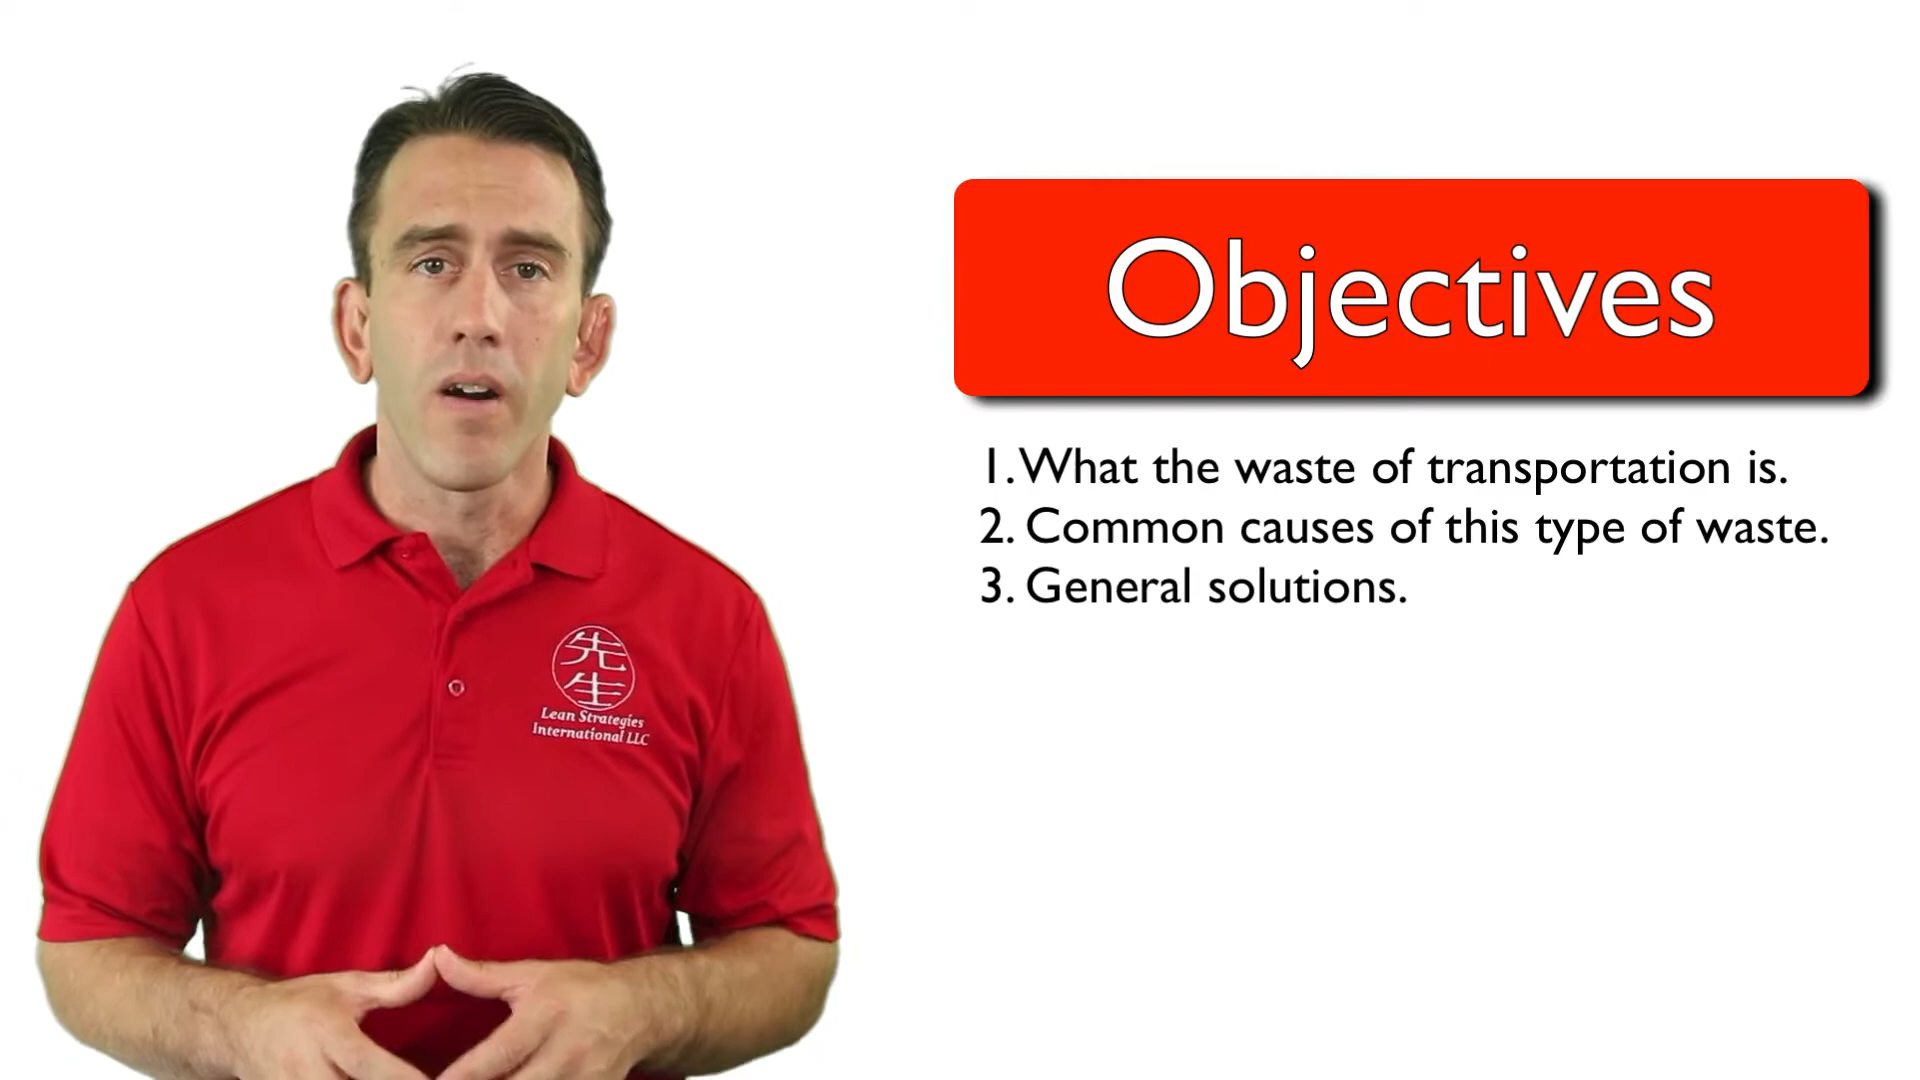 Objectives
1. What the waste of transportation is.
2. Common causes of this type of waste.
3. General solutions.
先
生
Lean Strategies
International LLC